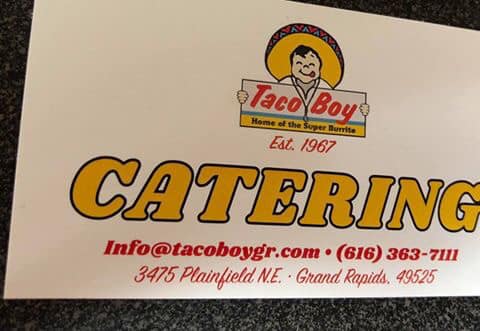 Taco Boy
Home of the Super Burrito
Est. 1967
CATERING
Info@tacoboygr.com • (616) 363-7111
3475 Plainfield N.E. · Grand Rapids, 49525